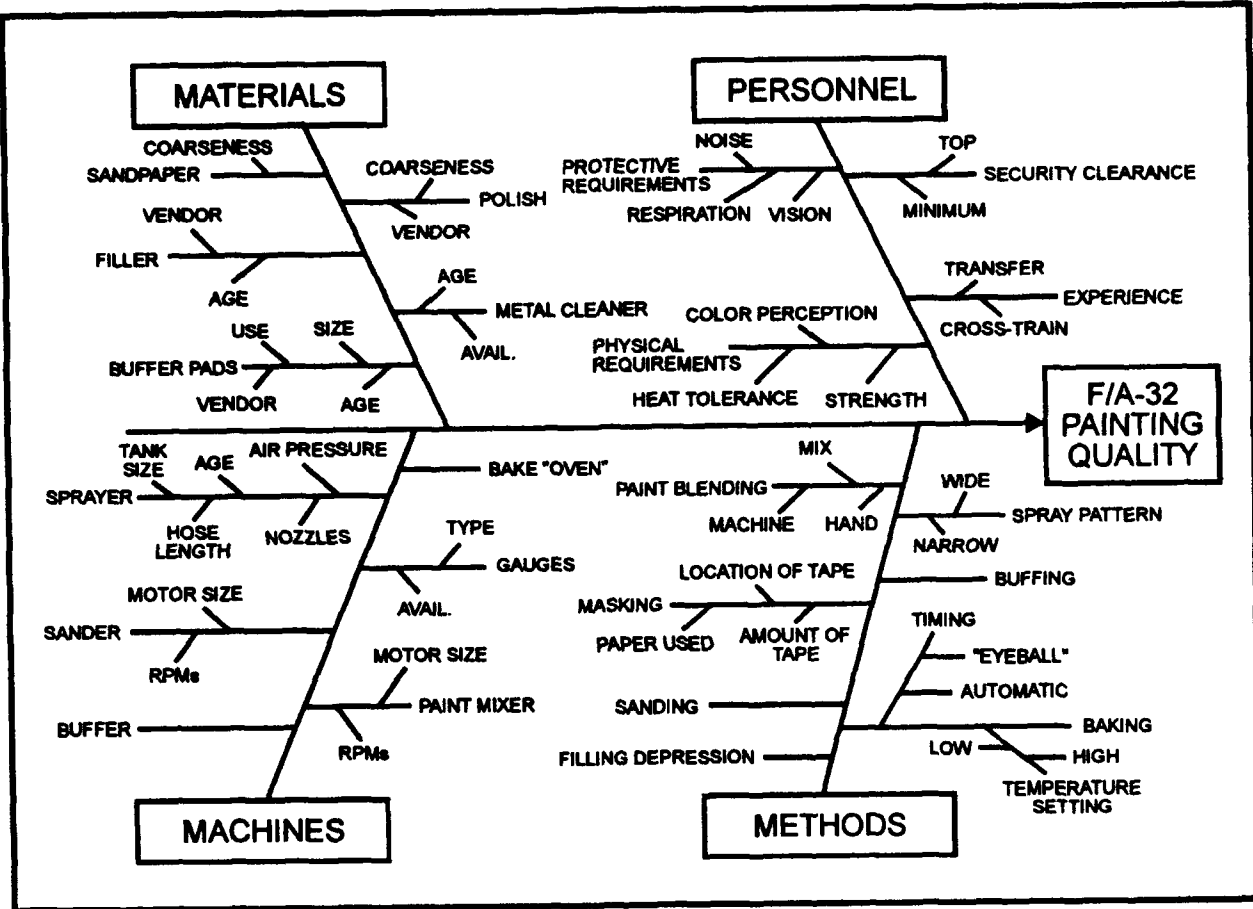 MATERIALS
COARSENESS
SANDPAPER
COARSENESS
POLISH
VENDOR
VENDOR
FILLER
AGE
AGE
METAL CLEANER
AVAIL.
USE
SIZE
BUFFER PADS
VENDOR
AGE
PERSONNEL
NOISE
PROTECTIVE
REQUIREMENTS
RESPIRATION
VISION
TOP
SECURITY CLEARANCE
MINIMUM
TRANSFER
EXPERIENCE
CROSS-TRAIN
COLOR PERCEPTION
PHYSICAL
REQUIREMENTS
HEAT TOLERANCE
STRENGTH
F/A-32
PAINTING
QUALITY
TANK
SIZE
AGE
AIR PRESSURE
SPRAYER
HOSE
LENGTH
NOZZLES
BAKE "OVEN"
TYPE
GAUGES
AVAIL.
MOTOR SIZE
SANDER
RPMs
MOTOR SIZE
PAINT MIXER
RPMs
BUFFER
MACHINES
MIX
PAINT BLENDING
MACHINE
HAND
WIDE
SPRAY PATTERN
NARROW
BUFFING
LOCATION OF TAPE
MASKING
PAPER USED
AMOUNT OF
TAPE
TIMING
"EYEBALL"
AUTOMATIC
SANDING
BAKING
LOW
HIGH
TEMPERATURE
SETTING
FILLING DEPRESSION
METHODS